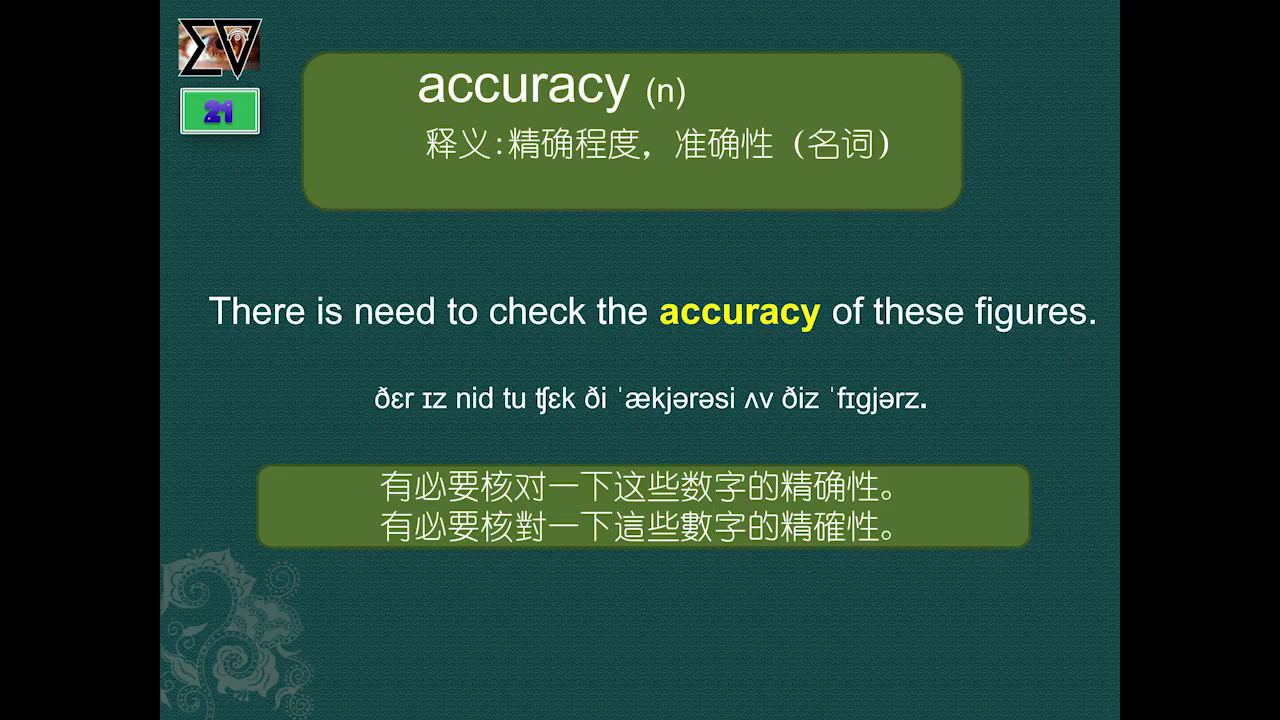 ΣV
21
accuracy (n)
释义:精确程度，准确性（名词）
There is need to check the accuracy of these figures.
ðɛr ɪz nid tu ʧɛk ði ˈækjərəsi ʌv ðiz ˈfɪgjərz.
有必要核对一下这些数字的精确性。
有必要核對一下這些數字的精確性。